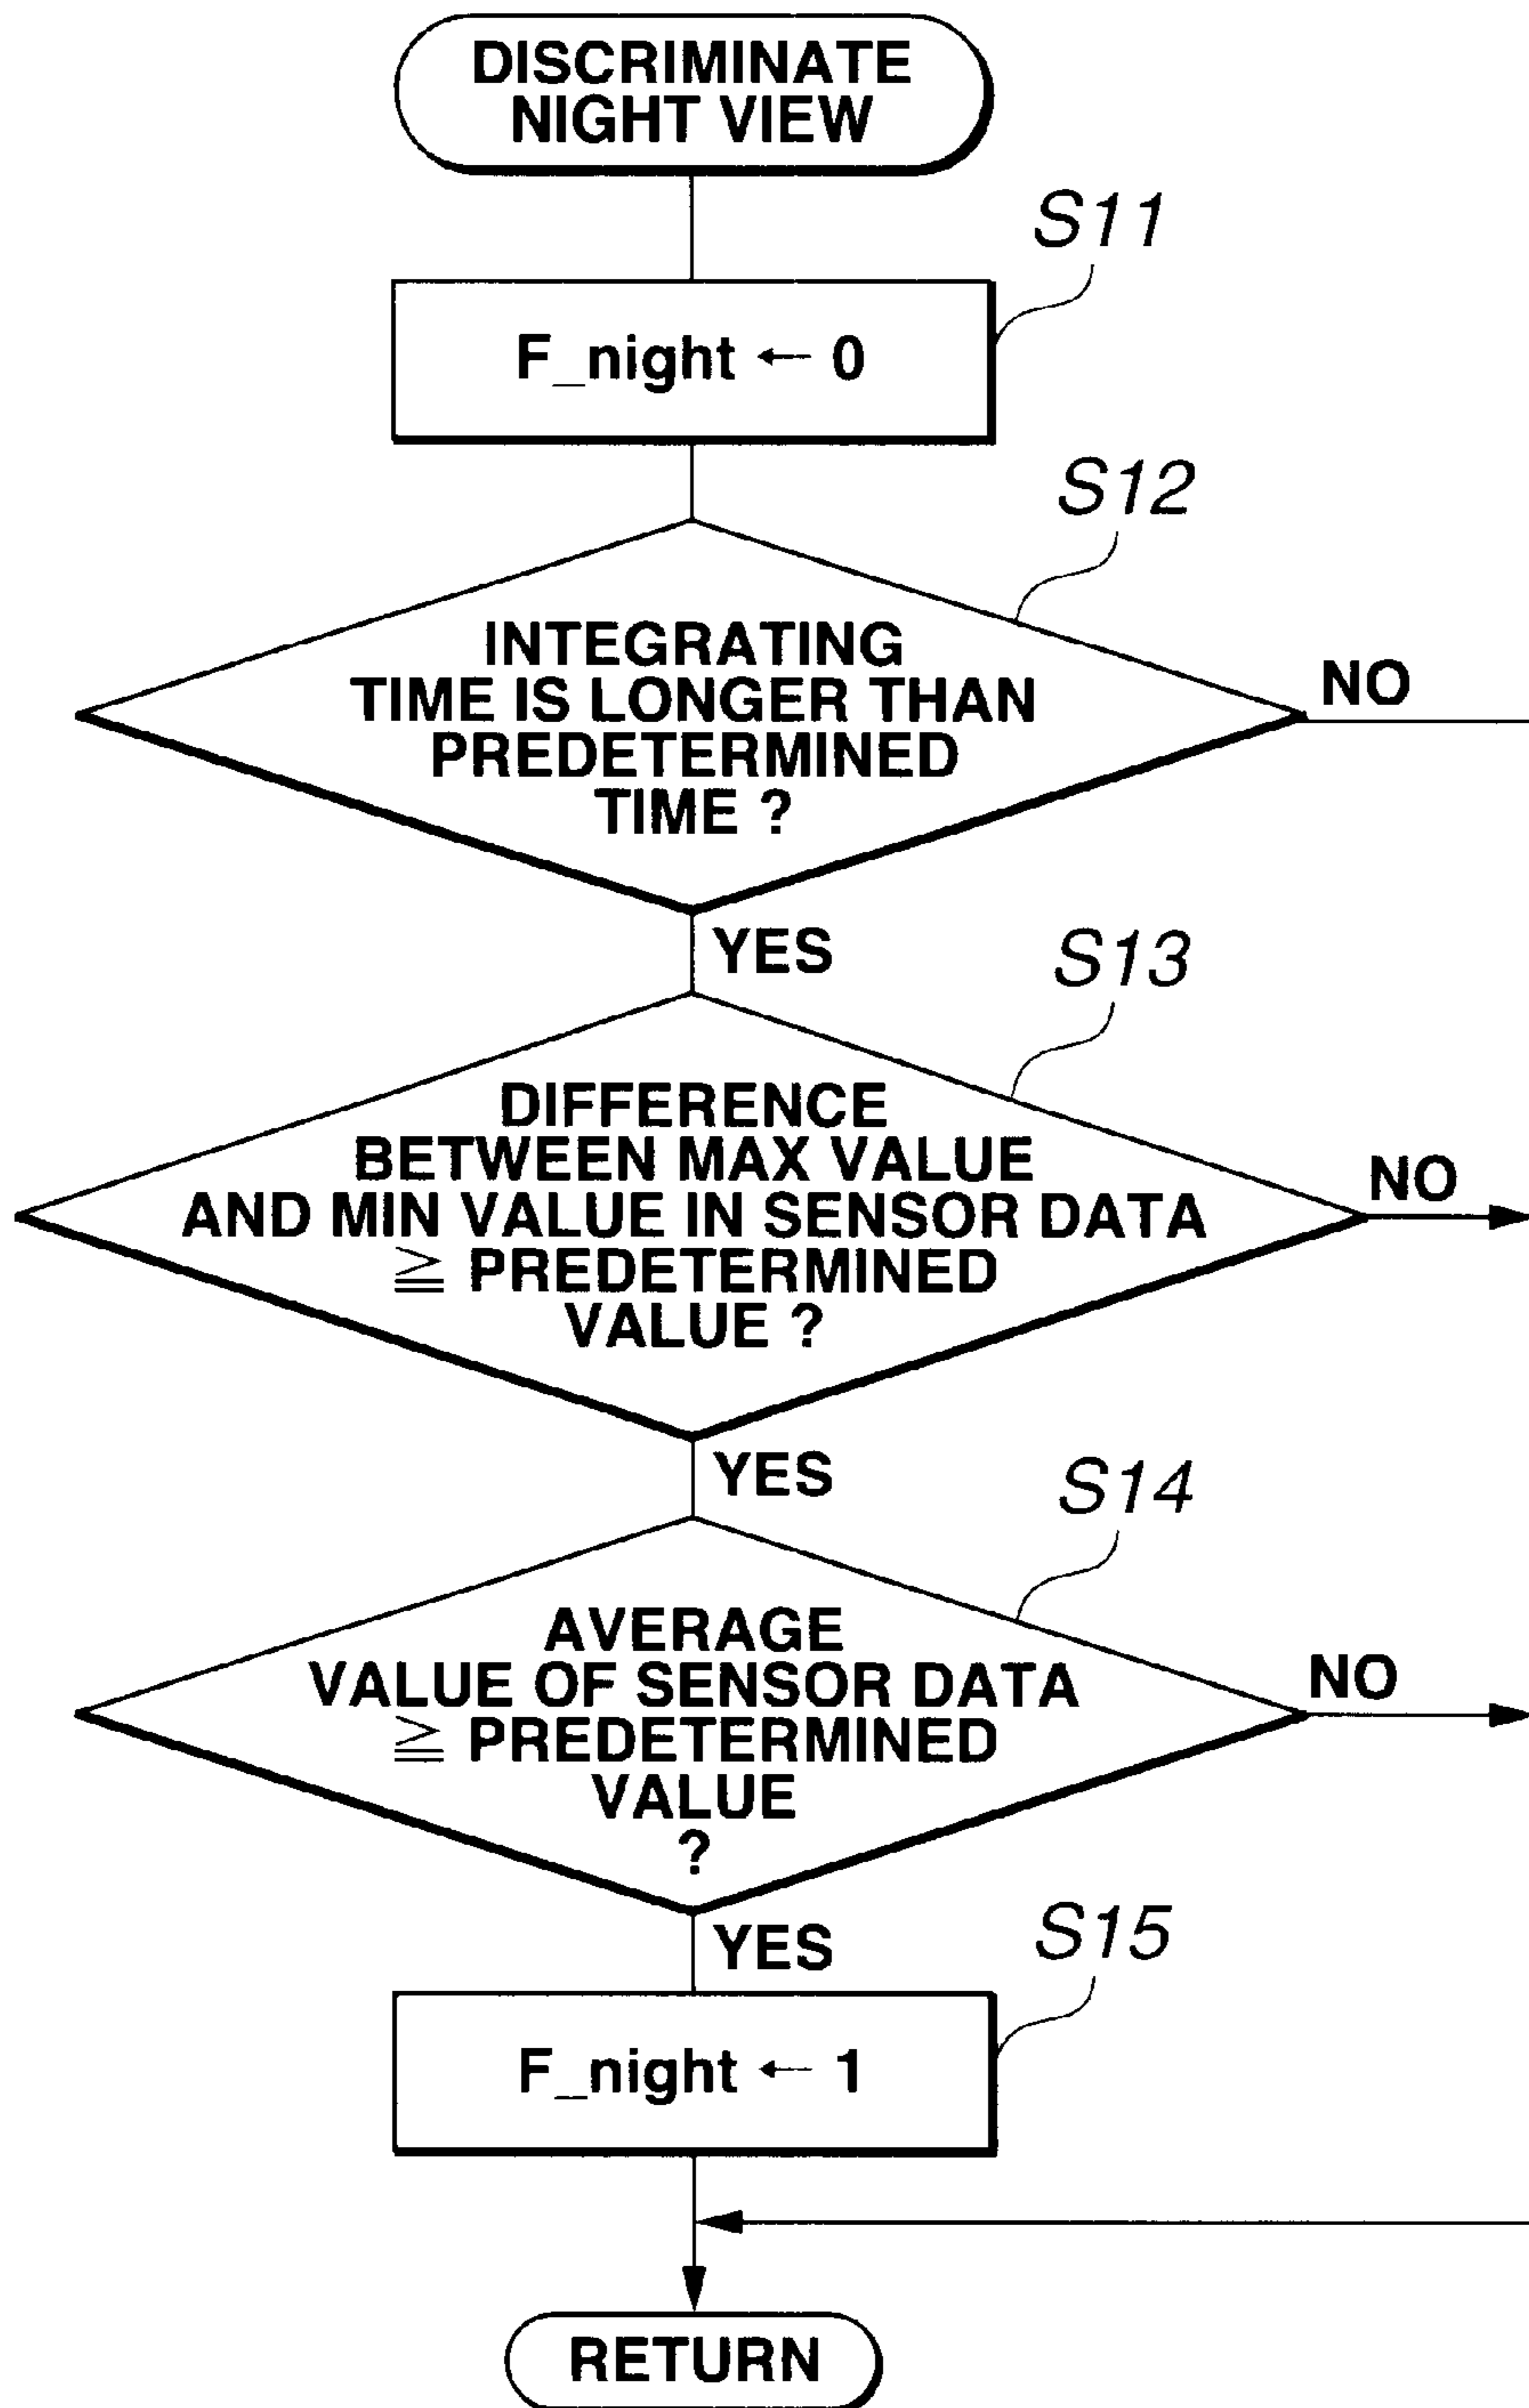 DISCRIMINATE
NIGHT VIEW
S11
F_night ← 0
S12
INTEGRATING
TIME IS LONGER THAN
PREDETERMINED
TIME ?
NO
YES
S13
DIFFERENCE
BETWEEN MAX VALUE
AND MIN VALUE IN SENSOR DATA
≧ PREDETERMINED
VALUE ?
NO
YES
S14
AVERAGE
VALUE OF SENSOR DATA
≧ PREDETERMINED
VALUE
?
NO
YES
S15
F_night ← 1
RETURN